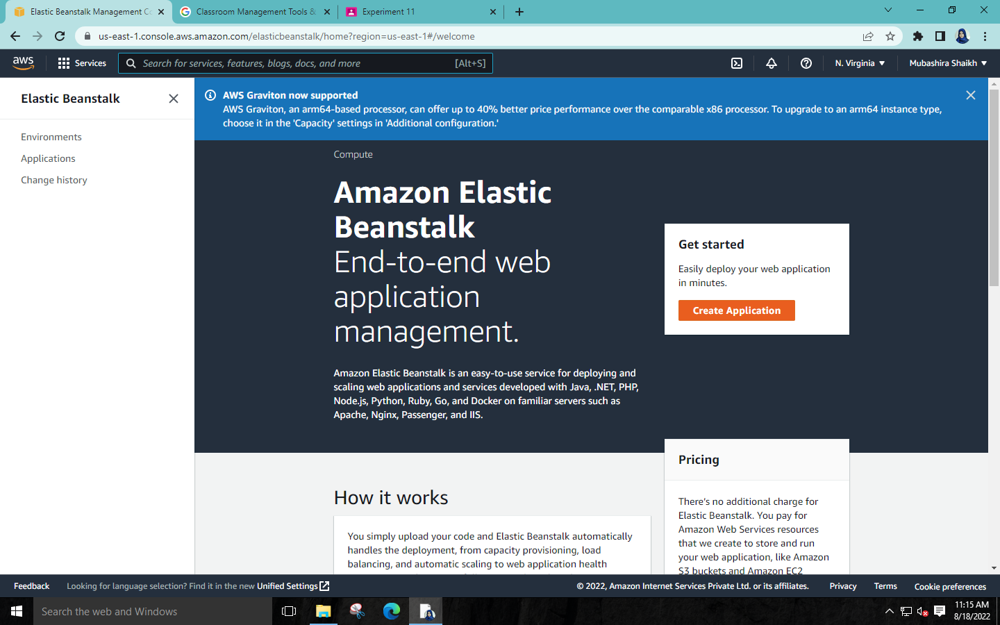 Elastic Beanstalk Management Co
Classroom Management Tools &
Experiment 11
us-east-1.console.aws.amazon.com/elasticbeanstalk/home?region=us-east-1#/welcome
aws
Services
Search for services, features, blogs, docs, and more
[Alt+S]
N. Virginia
Mubashira Shaikh
Elastic Beanstalk
Environments
Applications
Change history
AWS Graviton now supported
AWS Graviton, an arm64-based processor, can offer up to 40% better price performance over the comparable x86 processor. To upgrade to an arm64 instance type,
choose it in the 'Capacity' settings in 'Additional configuration.'
Compute
Amazon Elastic
Beanstalk
End-to-end web
application
management.
Amazon Elastic Beanstalk is an easy-to-use service for deploying and
scaling web applications and services developed with Java, .NET, PHP,
Node.js, Python, Ruby, Go, and Docker on familiar servers such as
Apache, Nginx, Passenger, and IIS.
Get started
Easily deploy your web application
in minutes.
Create Application
How it works
You simply upload your code and Elastic Beanstalk automatically
handles the deployment, from capacity provisioning, load
balancing, and automatic scaling to web application health
Pricing
There's no additional charge for
Elastic Beanstalk. You pay for
Amazon Web Services resources
that we create to store and run
your web application, like Amazon
S3 buckets and Amazon EC2
Feedback
Looking for language selection? Find it in the new Unified Settings
© 2022, Amazon Internet Services Private Ltd. or its affiliates.
Privacy
Terms
Cookie preferences
Search the web and Windows
11:15 AM
8/18/2022